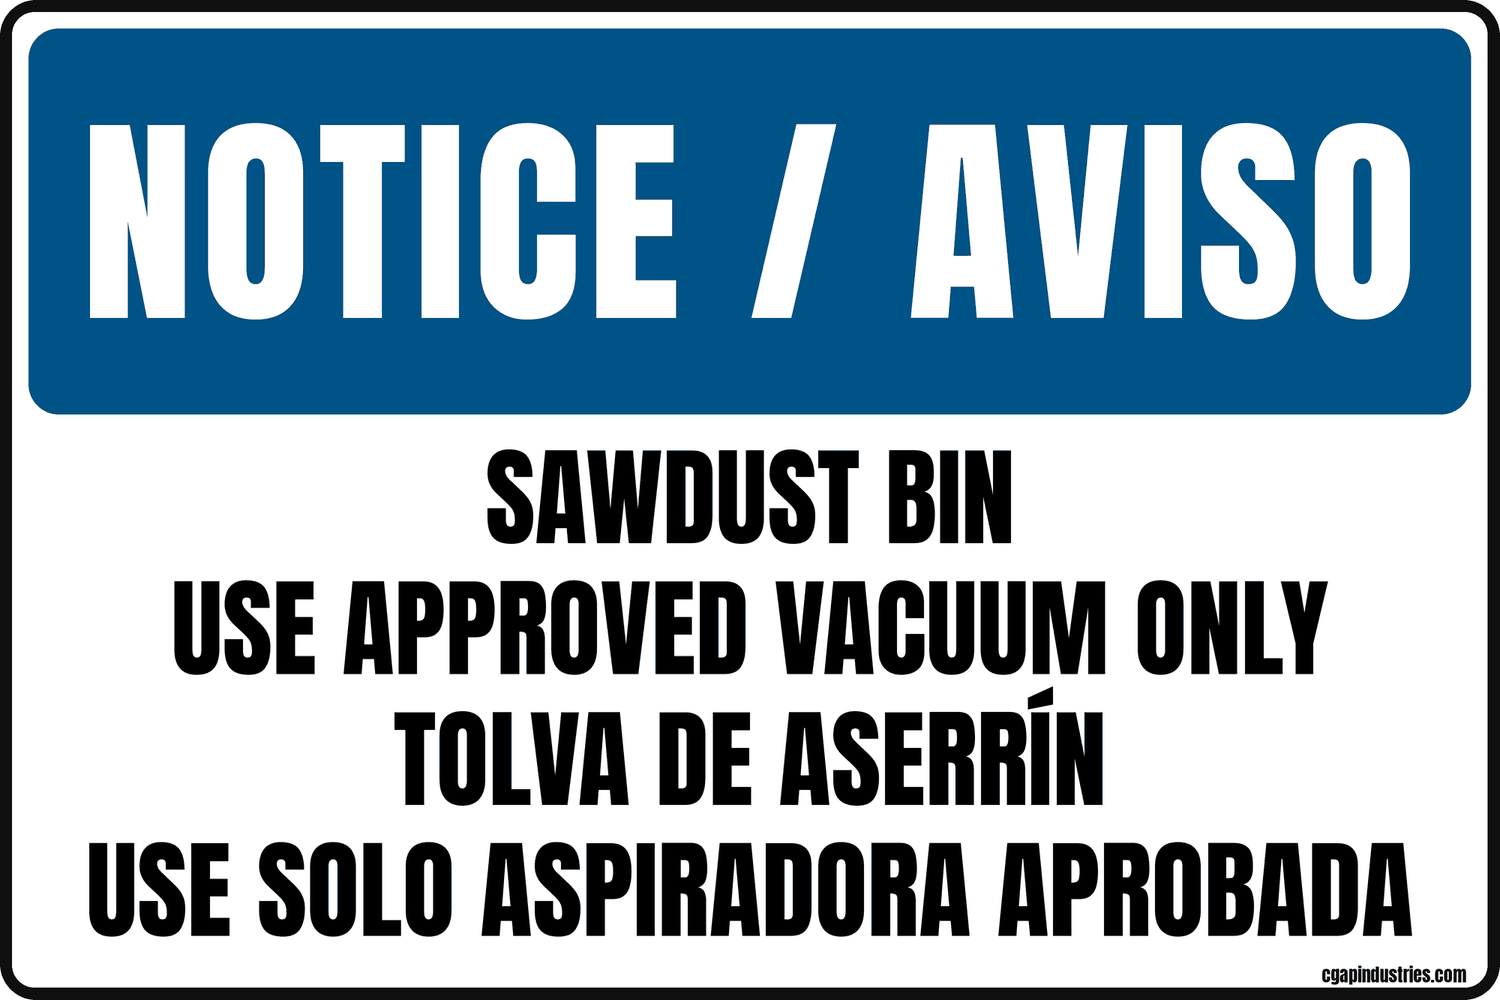 NOTICE / AVISO
SAWDUST BIN
USE APPROVED VACUUM ONLY
TOLVA DE ASERRÍN
USE SOLO ASPIRADORA APROBADA
cgapindustries.com